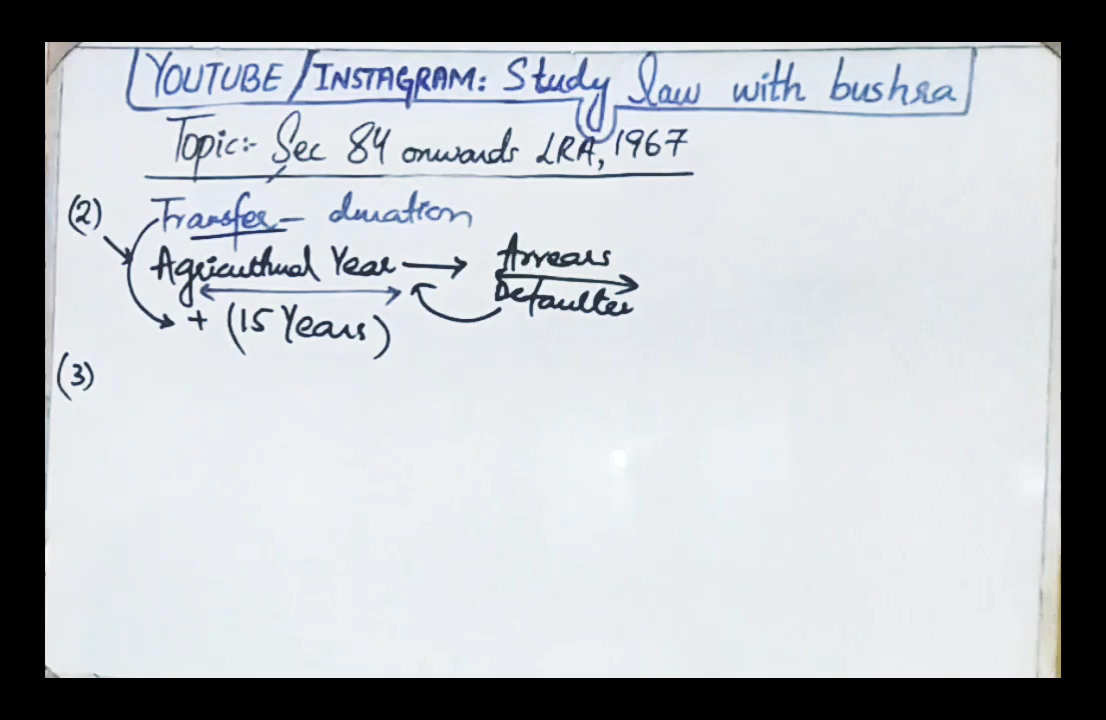 YOUTUBE/INSTAGRAM: Study law with bushra
Topic:- Sec 84 onwards LRA, 1967
(2) Transfer - duration
Agricultural Year → Arrears
Defaulter
+ (15 Years)
(3)